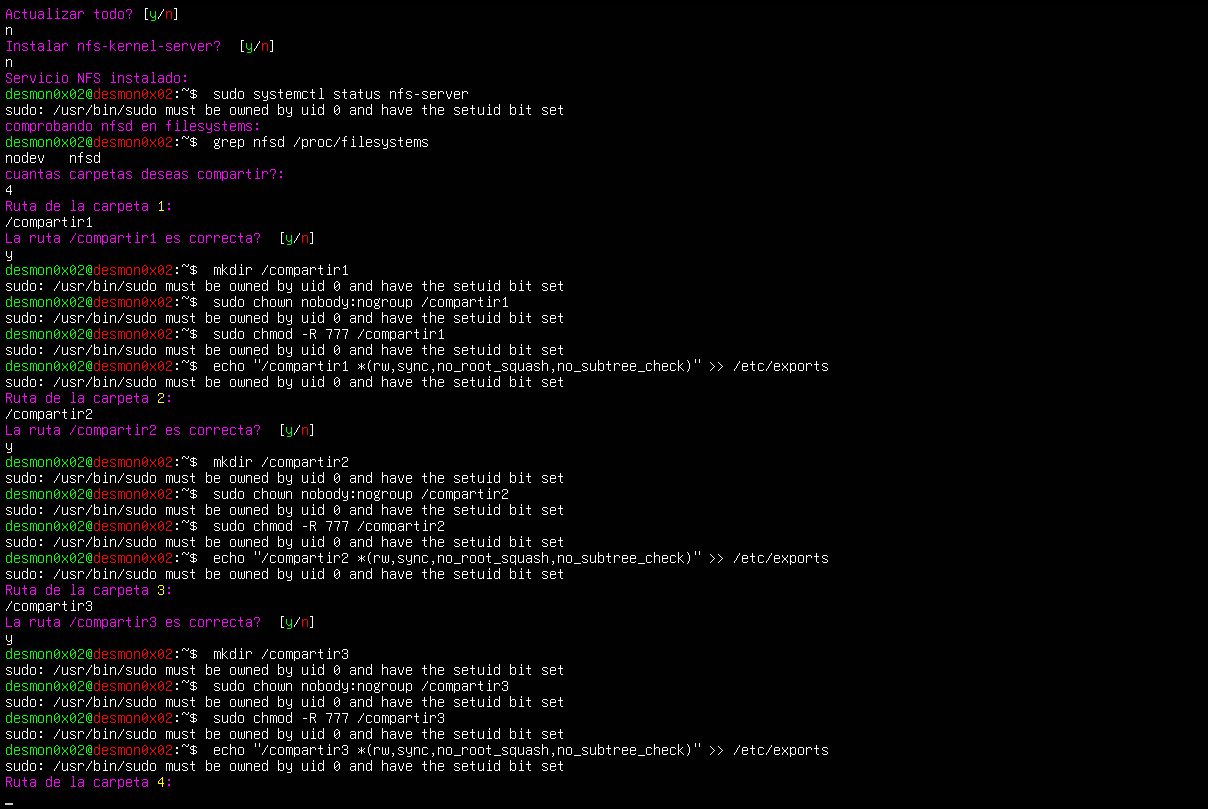 Actualizar todo? [y/n]
n
Instalar nfs-kernel-server?  [y/n]
n
Servicio NFS instalado:
desmon0x02@desmon0x02:~$  sudo systemctl status nfs-server
sudo: /usr/bin/sudo must be owned by uid 0 and have the setuid bit set
comprobando nfsd en filesystems:
desmon0x02@desmon0x02:~$  grep nfsd /proc/filesystems
nodev   nfsd
cuantas carpetas deseas compartir?:
4
Ruta de la carpeta 1:
/compartir1
La ruta /compartir1 es correcta?  [y/n]
y
desmon0x02@desmon0x02:~$  mkdir /compartir1
sudo: /usr/bin/sudo must be owned by uid 0 and have the setuid bit set
desmon0x02@desmon0x02:~$  sudo chown nobody:nogroup /compartir1
sudo: /usr/bin/sudo must be owned by uid 0 and have the setuid bit set
desmon0x02@desmon0x02:~$  sudo chmod -R 777 /compartir1
sudo: /usr/bin/sudo must be owned by uid 0 and have the setuid bit set
desmon0x02@desmon0x02:~$  echo "/compartir1 *(rw,sync,no_root_squash,no_subtree_check)" >> /etc/exports
sudo: /usr/bin/sudo must be owned by uid 0 and have the setuid bit set
Ruta de la carpeta 2:
/compartir2
La ruta /compartir2 es correcta?  [y/n]
y
desmon0x02@desmon0x02:~$  mkdir /compartir2
sudo: /usr/bin/sudo must be owned by uid 0 and have the setuid bit set
desmon0x02@desmon0x02:~$  sudo chown nobody:nogroup /compartir2
sudo: /usr/bin/sudo must be owned by uid 0 and have the setuid bit set
desmon0x02@desmon0x02:~$  sudo chmod -R 777 /compartir2
sudo: /usr/bin/sudo must be owned by uid 0 and have the setuid bit set
desmon0x02@desmon0x02:~$  echo "/compartir2 *(rw,sync,no_root_squash,no_subtree_check)" >> /etc/exports
sudo: /usr/bin/sudo must be owned by uid 0 and have the setuid bit set
Ruta de la carpeta 3:
/compartir3
La ruta /compartir3 es correcta?  [y/n]
y
desmon0x02@desmon0x02:~$  mkdir /compartir3
sudo: /usr/bin/sudo must be owned by uid 0 and have the setuid bit set
desmon0x02@desmon0x02:~$  sudo chown nobody:nogroup /compartir3
sudo: /usr/bin/sudo must be owned by uid 0 and have the setuid bit set
desmon0x02@desmon0x02:~$  sudo chmod -R 777 /compartir3
sudo: /usr/bin/sudo must be owned by uid 0 and have the setuid bit set
desmon0x02@desmon0x02:~$  echo "/compartir3 *(rw,sync,no_root_squash,no_subtree_check)" >> /etc/exports
sudo: /usr/bin/sudo must be owned by uid 0 and have the setuid bit set
Ruta de la carpeta 4: